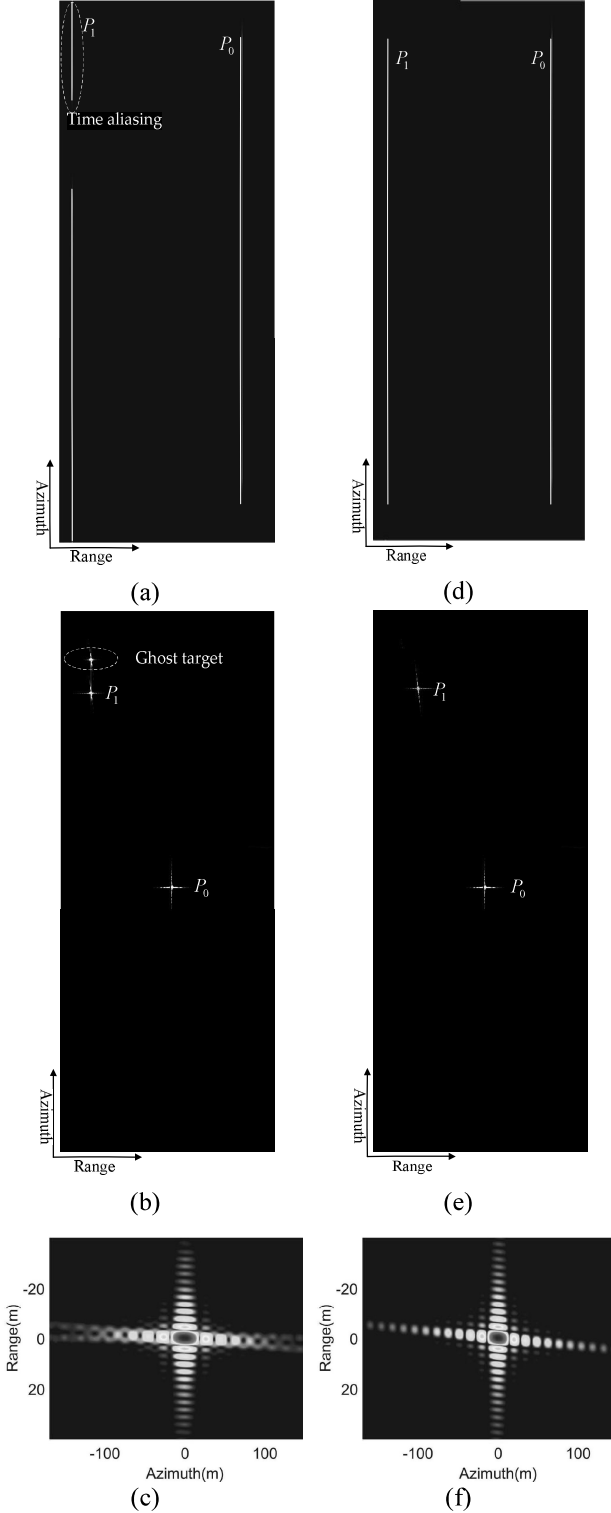 P1
P0
Time aliasing
Azimuth
Range
(a)
P1
P0
Azimuth
Range
(d)
Ghost target
P1
P0
Azimuth
Range
(b)
P1
P0
Azimuth
Range
(e)
Range(m)
-20
0
20
-100 0 100
Azimuth(m)
(c)
Range(m)
-20
0
20
-100 0 100
Azimuth(m)
(f)